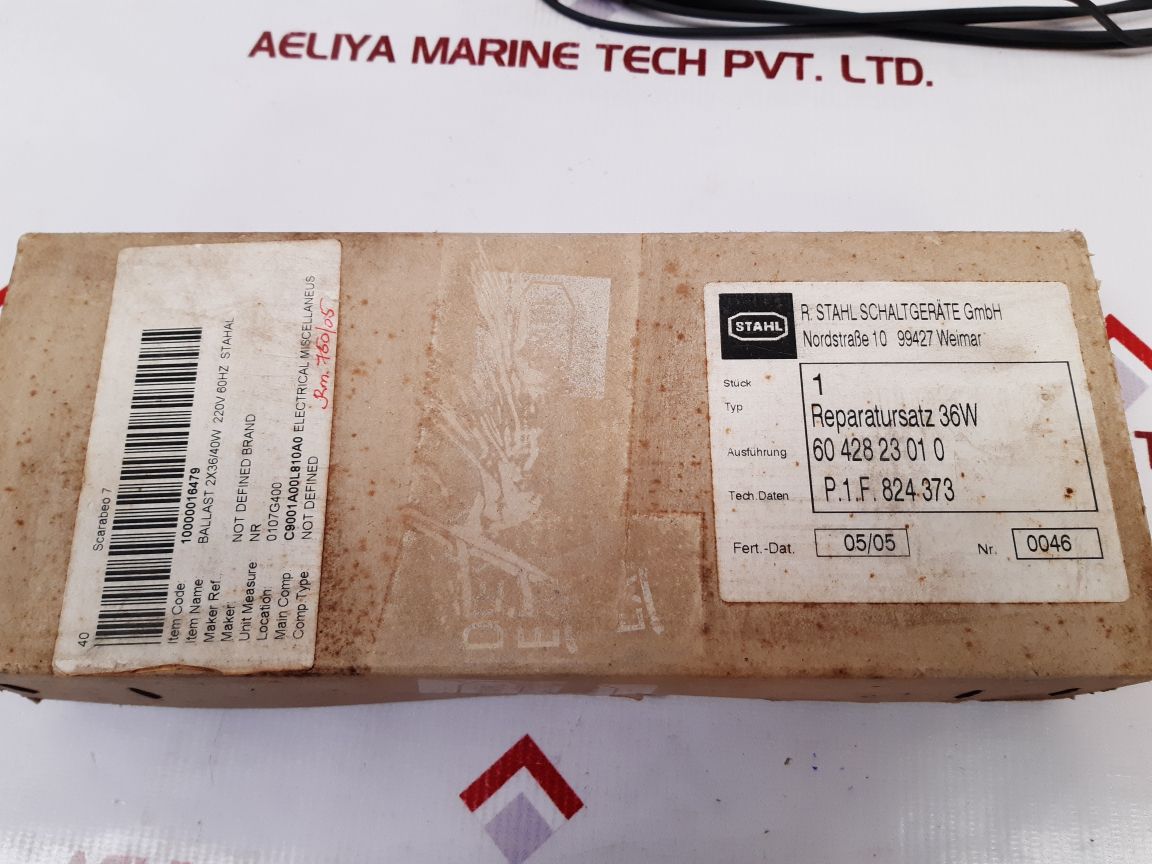 AELIYA MARINE TECH PVT. LTD.
40 Scarabeo 7
Item Code: 10000016479
Item Name BALLAST 2X36/40W 220V 60HZ STAHAL
Maker Ref.
Maker: NOT DEFINED BRAND
Unit Measure NR
Location 0107G400
Main Comp C9001A00L810A0 ELECTRICAL MISCELLANEUS
Comp Type NOT DEFINED
STAHL
R. STAHL SCHALTGERÄTE GmbH
Nordstraße 10 99427 Weimar
Stück 1
Typ Reparatursatz 36W
Ausführung 60 428 23 01 0
Tech.Daten P.1.F. 824 373
Fert.-Dat. 05/05 Nr. 0046